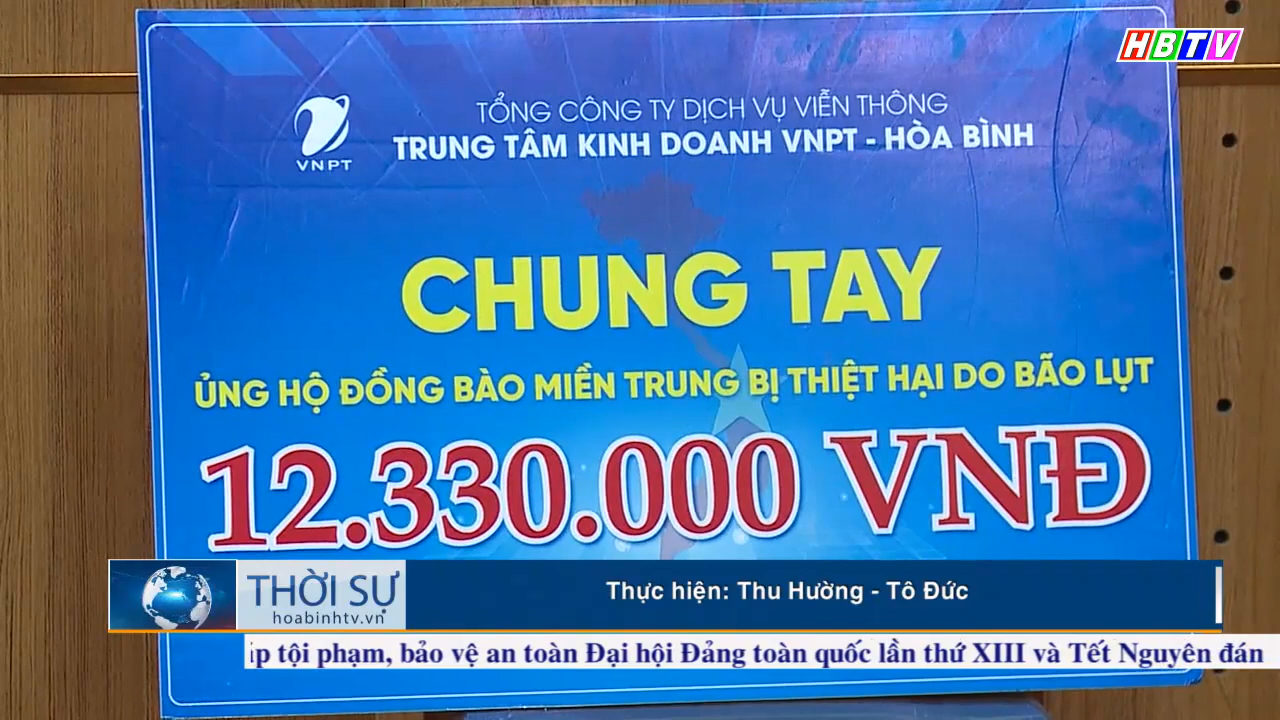 HBTV
TỔNG CÔNG TY DỊCH VỤ VIỄN THÔNG
VNPT
TRUNG TÂM KINH DOANH VNPT - HÒA BÌNH
CHUNG TAY
ỦNG HỘ ĐỒNG BÀO MIỀN TRUNG BỊ THIỆT HẠI DO BÃO LỤT
12.330.000 VNĐ
THỜI SỰ
hoabinhtv.vn
Thực hiện: Thu Hường - Tô Đức
tội phạm, bảo vệ an toàn Đại hội Đảng toàn quốc lần thứ XIII và Tết Nguyên đán